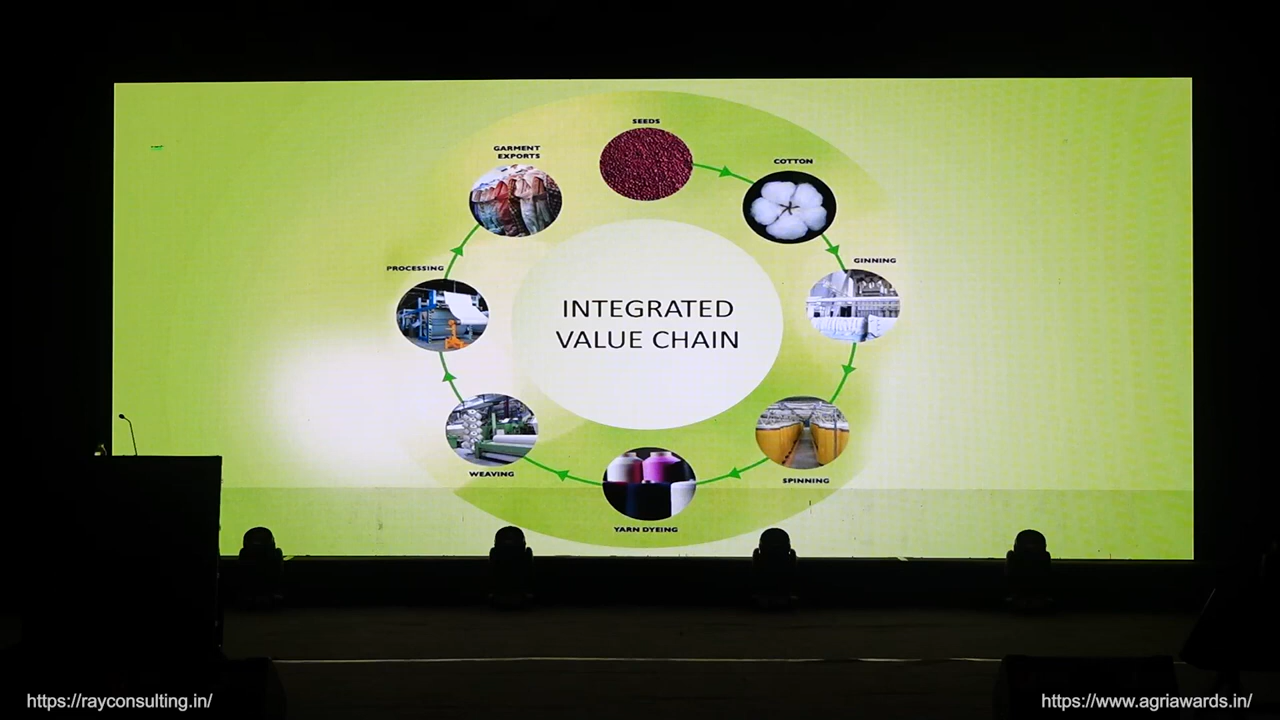 SEEDS
GARMENT
EXPORTS
COTTON
GINNING
PROCESSING
INTEGRATED
VALUE CHAIN
WEAVING
SPINNING
YARN DYEING
https://rayconsulting.in/
https://www.agriawards.in/